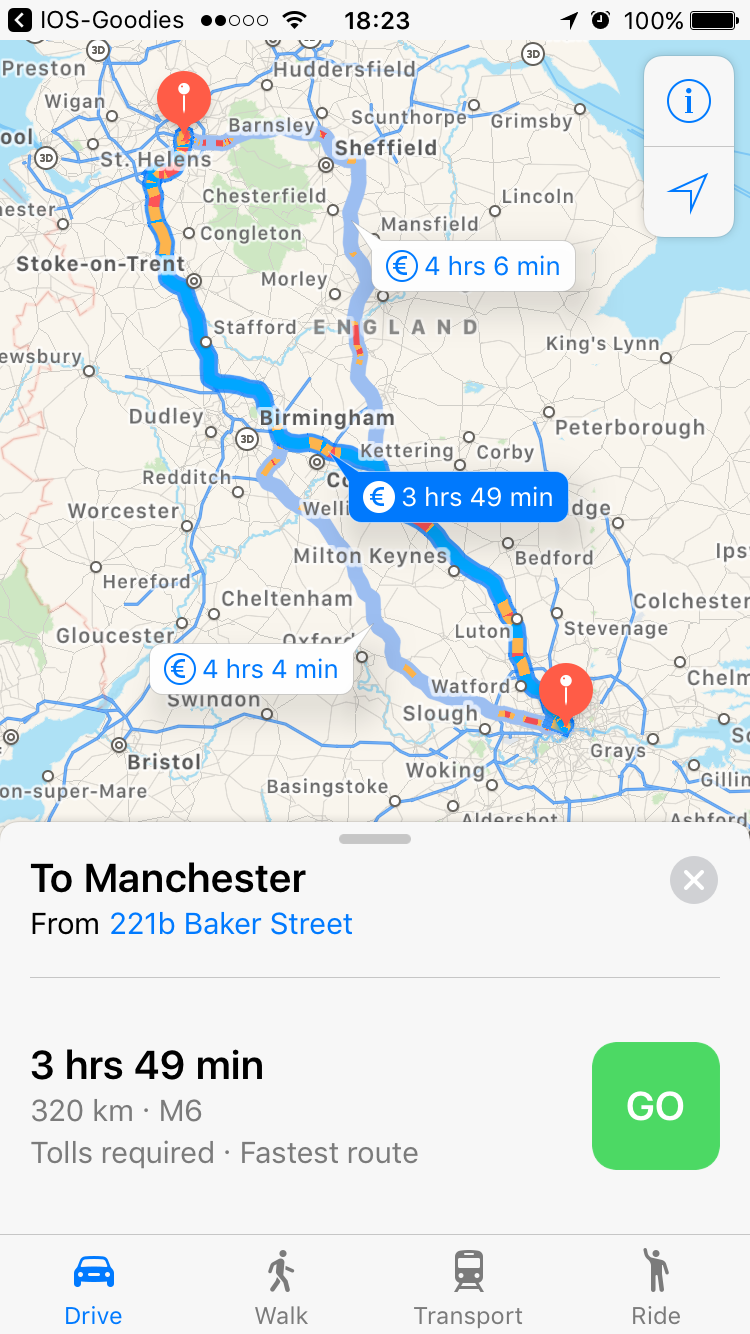 IOS-Goodies 18:23 100%
3D
3D
Preston
Huddersfield
Wigan
Barnsley
Scunthorpe
Grimsby
ool
3D
St. Helens
Sheffield
Chesterfield
Lincoln
ester
Mansfield
Congleton
Stoke-on-Trent
€ 4 hrs 6 min
Morley
Stafford
ENGLAND
King's Lynn
ewsbury
Dudley
Birmingham
Peterborough
3D
Kettering
Corby
Redditch
Co
€ 3 hrs 49 min
Worcester
Welli
dge
Milton Keynes
Bedford
Ips
Hereford
Cheltenham
Colchester
Gloucester
Oxford
Luton
Stevenage
€ 4 hrs 4 min
Chelm
Swindon
Watford
Slough
Bristol
Grays
So
on-super-Mare
Basingstoke
Woking
Gillin
Aldershot
Ashford
To Manchester
From 221b Baker Street
3 hrs 49 min
320 km · M6
Tolls required · Fastest route
GO
Drive
Walk
Transport
Ride